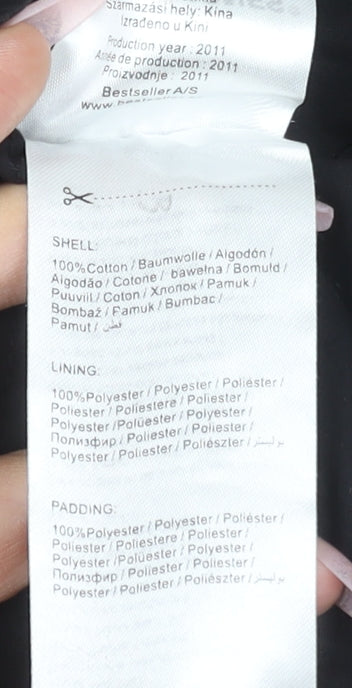 Származási hely: Kína
Izrađeno u Kini
Production year : 2011
Année de production : 2011
Proizvodnje : 2011
Bestseller A/S
www.
SHELL:
100%Cotton / Baumwolle / Algodón /
Algodão / Cotone / bawełna / Bomuld /
Puuvill / Coton / Хлопок / Pamuk /
Bombaž / Pamuk / Bumbac /
Pamut / قطن
LINING:
100%Polyester / Polyester / Poliéster /
Poliester / Poliestere / Poliester /
Polyester /Polüester / Polyester /
Полиэфир / Poliester / Poliester /
Polyester / Poliester / Poliészter / بوليستر
PADDING:
100%Polyester / Polyester / Poliéster /
Poliester / Poliestere / Poliester /
Polyester /Polüester / Polyester /
Полиэфир / Poliester / Poliester /
Polyester / Poliester / Poliészter / بوليستر